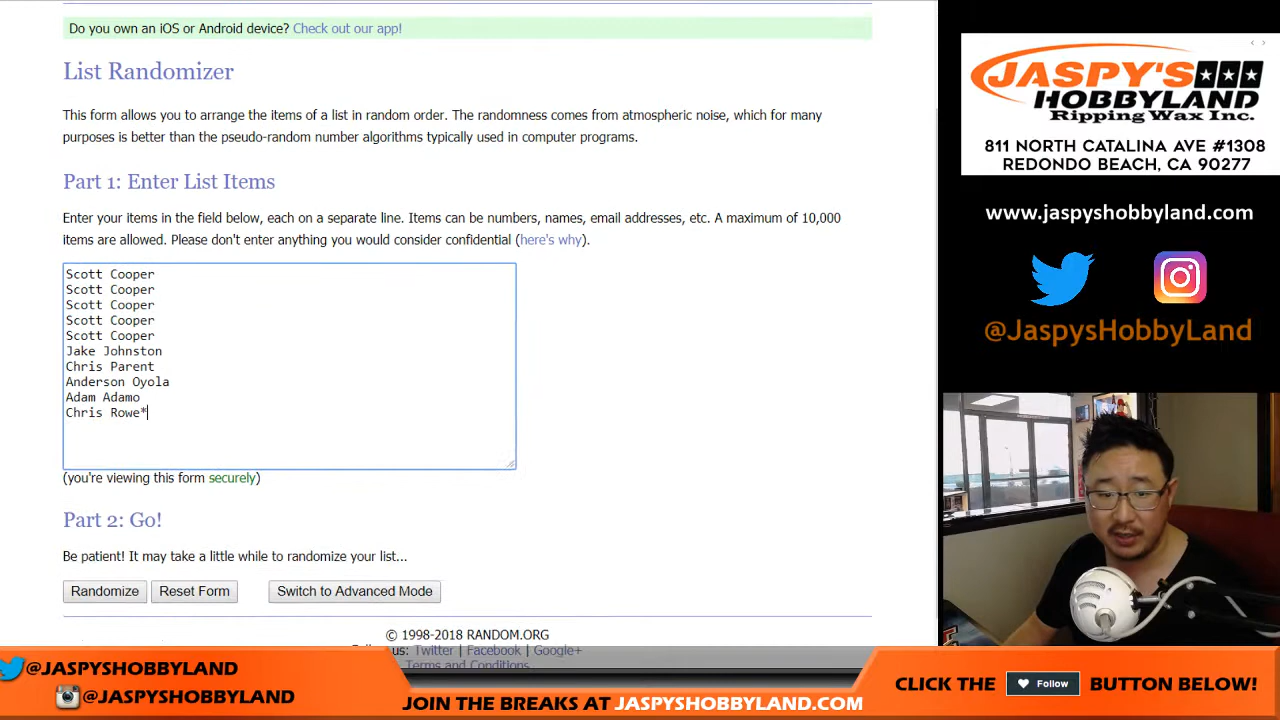 Do you own an iOS or Android device? Check out our app!
List Randomizer
This form allows you to arrange the items of a list in random order. The randomness comes from atmospheric noise, which for many
purposes is better than the pseudo-random number algorithms typically used in computer programs.
Part 1: Enter List Items
Enter your items in the field below, each on a separate line. Items can be numbers, names, email addresses, etc. A maximum of 10,000
items are allowed. Please don't enter anything you would consider confidential (here's why).
Scott Cooper
Scott Cooper
Scott Cooper
Scott Cooper
Scott Cooper
Jake Johnston
Chris Parent
Anderson Oyola
Adam Adamo
Chris Rowe*
(you're viewing this form securely)
Part 2: Go!
Be patient! It may take a little while to randomize your list...
Randomize
Reset Form
Switch to Advanced Mode
© 1998-2018 RANDOM.ORG
us: Twitter | Facebook | Google+
Terms and Conditions
JASPY'S
HOBBYLAND
Ripping Wax Inc.
811 NORTH CATALINA AVE #1308
REDONDO BEACH, CA 90277
www.jaspyshobbyland.com
@JaspysHobbyLand
@JASPYSHOBBYLAND
@JASPYSHOBBYLAND
JOIN THE BREAKS AT JASPYSHOBBYLAND.COM
CLICK THE
Follow
BUTTON BELOW!